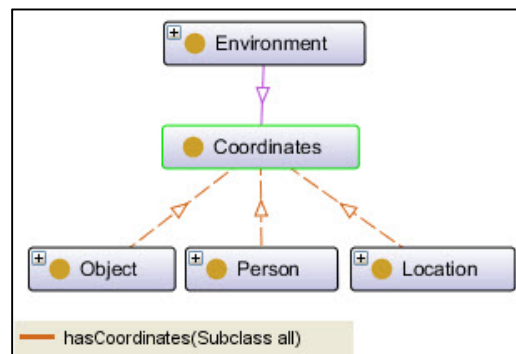 Environment
Coordinates
Object Person Location
hasCoordinates(Subclass all)